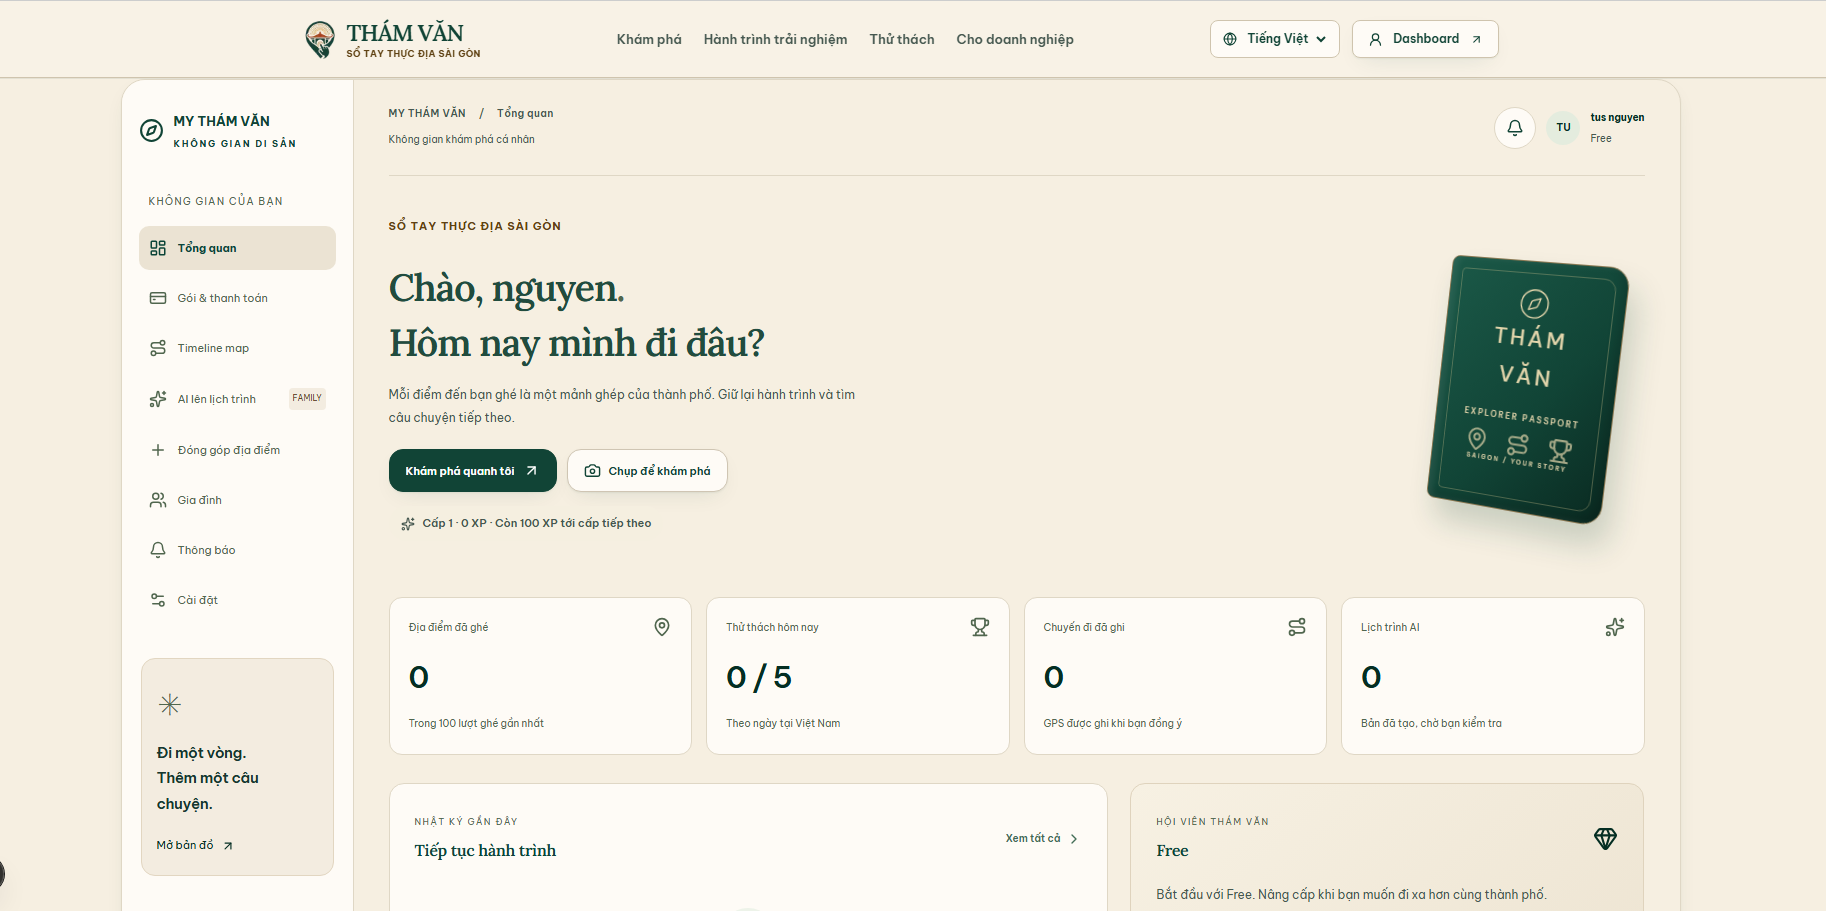 THÁM VĂN
SỔ TAY THỰC ĐỊA SÀI GÒN
Khám phá
Hành trình trải nghiệm
Thử thách
Cho doanh nghiệp
Tiếng Việt
Dashboard
MY THÁM VĂN
KHÔNG GIAN DI SẢN
KHÔNG GIAN CỦA BẠN
Tổng quan
Gói & thanh toán
Timeline map
AI lên lịch trình
FAMILY
Đóng góp địa điểm
Gia đình
Thông báo
Cài đặt
Đi một vòng.
Thêm một câu
chuyện.
Mở bản đồ
MY THÁM VĂN / Tổng quan
Không gian khám phá cá nhân
TU
tus nguyen
Free
SỔ TAY THỰC ĐỊA SÀI GÒN
Chào, nguyen.
Hôm nay mình đi đâu?
Mỗi điểm đến bạn ghé là một mảnh ghép của thành phố. Giữ lại hành trình và tìm
câu chuyện tiếp theo.
Khám phá quanh tôi
Chụp để khám phá
Cấp 1 · 0 XP · Còn 100 XP tới cấp tiếp theo
THÁM
VĂN
EXPLORER PASSPORT
SAIGON / YOUR STORY
Địa điểm đã ghé
0
Trong 100 lượt ghé gần nhất
Thử thách hôm nay
0 / 5
Theo ngày tại Việt Nam
Chuyến đi đã ghi
0
GPS được ghi khi bạn đồng ý
Lịch trình AI
0
Bản đã tạo, chờ bạn kiểm tra
NHẬT KÝ GẦN ĐÂY
Tiếp tục hành trình
Xem tất cả
HỘI VIÊN THÁM VĂN
Free
Bắt đầu với Free. Nâng cấp khi bạn muốn đi xa hơn cùng thành phố.